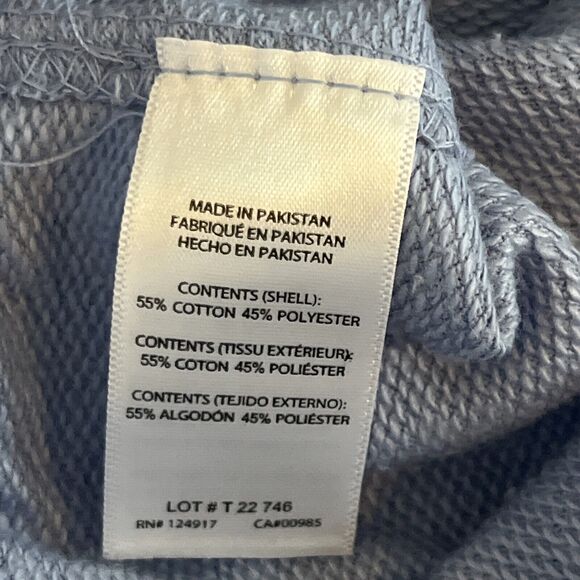 MADE IN PAKISTAN
FABRIQUÉ EN PAKISTAN
HECHO EN PAKISTAN
CONTENTS (SHELL):
55% COTTON 45% POLYESTER
CONTENTS (TISSU EXTÉRIEUR):
55% COTON 45% POLIÉSTER
CONTENTS (TEJIDO EXTERNO):
55% ALGODÓN 45% POLIÉSTER
LOT # T 22 746
RN# 124917 CA#00985